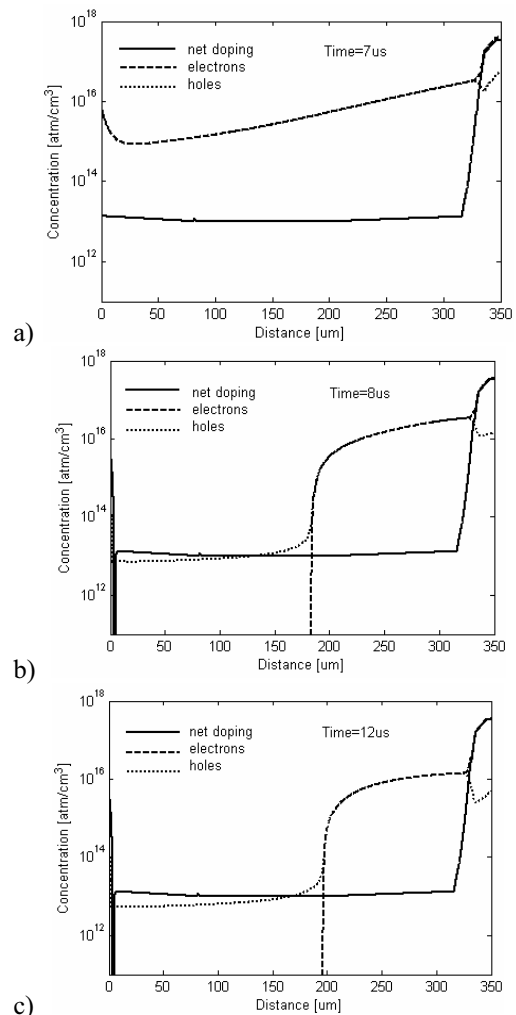 10^18
10^16
10^14
10^12
Concentration [atm/cm^3]
net doping
electrons
holes
Time=7us
0 50 100 150 200 250 300 350
Distance [um]
a)
10^18
10^16
10^14
10^12
Concentration [atm/cm^3]
net doping
electrons
holes
Time=8us
0 50 100 150 200 250 300 350
Distance [um]
b)
10^18
10^16
10^14
10^12
Concentration [atm/cm^3]
net doping
electrons
holes
Time=12us
0 50 100 150 200 250 300 350
Distance [um]
c)